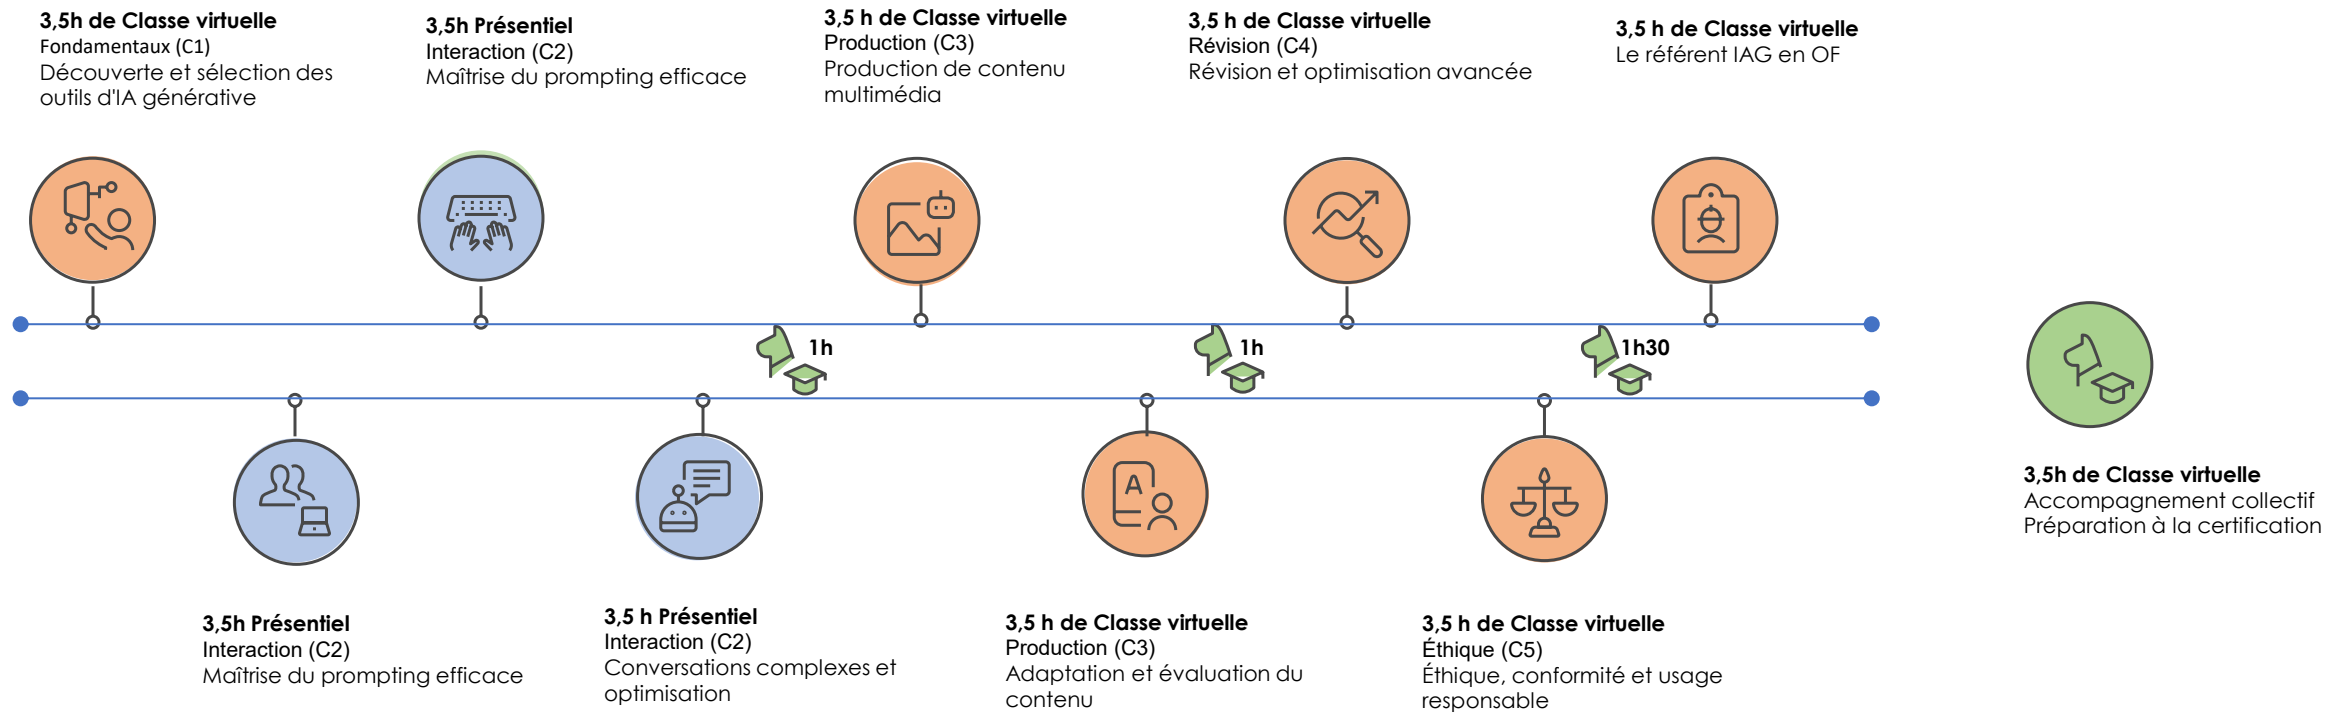 3,5h de Classe virtuelle
Fondamentaux (C1)
Découverte et sélection des
outils d'IA générative
3,5h Présentiel
Interaction (C2)
Maîtrise du prompting efficace
3,5 h de Classe virtuelle
Production (C3)
Production de contenu
multimédia
3,5 h de Classe virtuelle
Révision (C4)
Révision et optimisation avancée
3,5 h de Classe virtuelle
Le référent IAG en OF
1h
1h
1h30
A
3,5h de Classe virtuelle
Accompagnement collectif
Préparation à la certification
3,5h Présentiel
Interaction (C2)
Maîtrise du prompting efficace
3,5 h Présentiel
Interaction (C2)
Conversations complexes et
optimisation
3,5 h de Classe virtuelle
Production (C3)
Adaptation et évaluation du
contenu
3,5 h de Classe virtuelle
Éthique (C5)
Éthique, conformité et usage
responsable